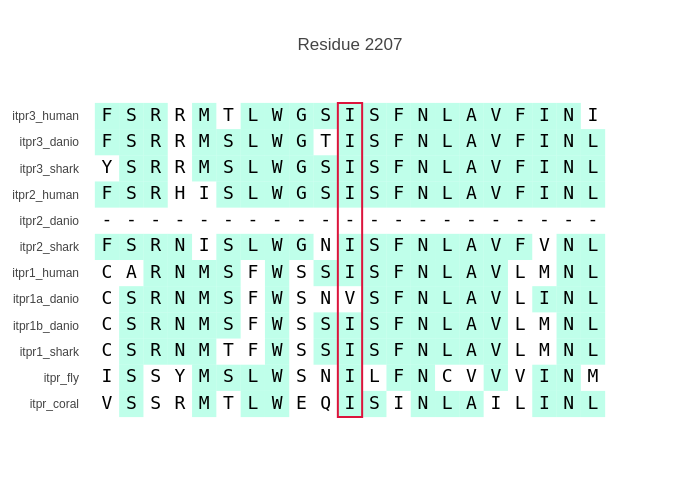 Residue 2207
itpr3_human F S R R M T L W G S I S F N L A V F I N I
itpr3_danio F S R R M S L W G T I S F N L A V F I N L
itpr3_shark Y S R R M S L W G S I S F N L A V F I N L
itpr2_human F S R H I S L W G S I S F N L A V F I N L
itpr2_danio - - - - - - - - - - - - - - - - - - - - -
itpr2_shark F S R N I S L W G N I S F N L A V F V N L
itpr1_human C A R N M S F W S S I S F N L A V L M N L
itpr1a_danio C S R N M S F W S N V S F N L A V L I N L
itpr1b_danio C S R N M S F W S S I S F N L A V L M N L
itpr1_shark C S R N M T F W S S I S F N L A V L M N L
itpr_fly I S S Y M S L W S N I L F N C V V V I N M
itpr_coral V S S R M T L W E Q I S I N L A I L I N L